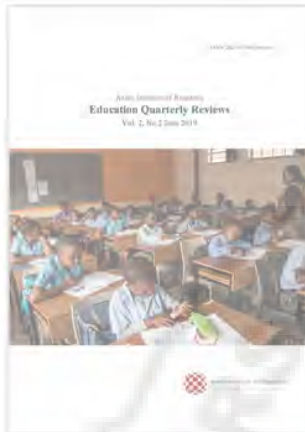 Asian Institute of Research
Education Quarterly Reviews
Vol. 2, No.2 June 2019